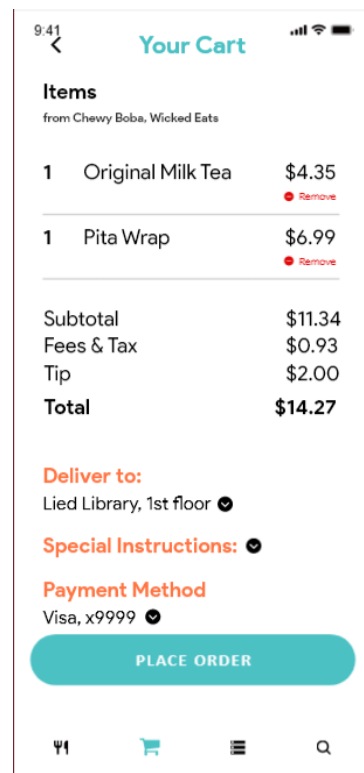 9:41
Your Cart
Items
from Chewy Boba, Wicked Eats
1 Original Milk Tea $4.35
Remove
1 Pita Wrap $6.99
Remove
Subtotal $11.34
Fees & Tax $0.93
Tip $2.00
Total $14.27
Deliver to:
Lied Library, 1st floor
Special Instructions:
Payment Method
Visa, x9999
PLACE ORDER